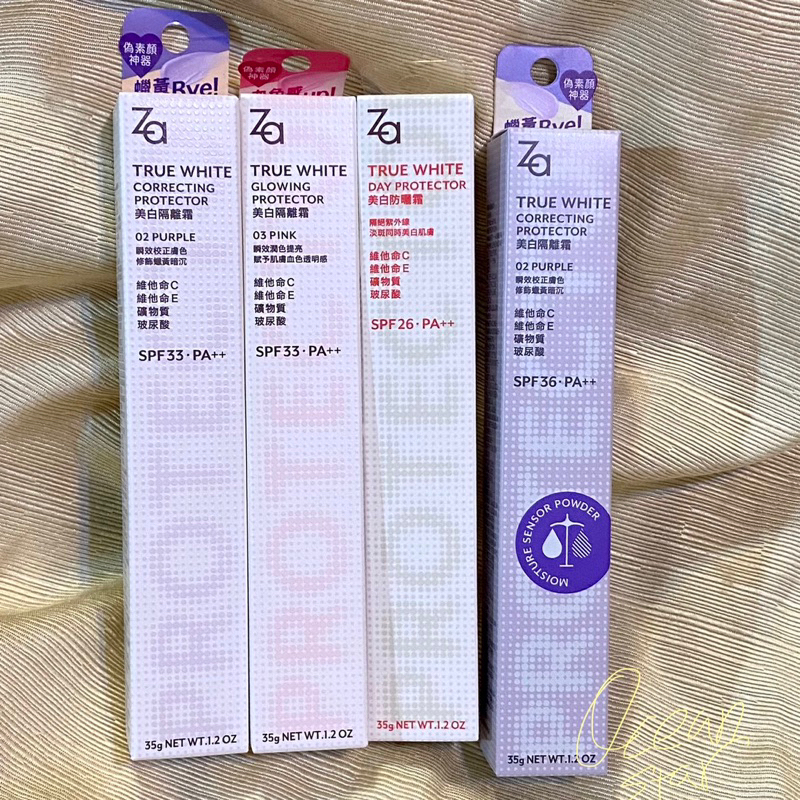 偽素顏
神器
蠟黃Bye!
Za
TRUE WHITE
CORRECTING
PROTECTOR
美白隔離霜
02 PURPLE
瞬效校正膚色
修飾蠟黃暗沉
維他命C
維他命E
礦物質
玻尿酸
SPF33·PA++
PROTE
35g NET WT.1.2 OZ
偽素顏
神器
Za
TRUE WHITE
GLOWING
PROTECTOR
美白隔離霜
03 PINK
瞬效潤色提亮
賦予肌膚血色透明感
維他命C
維他命E
礦物質
玻尿酸
SPF33·PA++
PROTE
35g NET WT.1.2 OZ
Za
TRUE WHITE
DAY PROTECTOR
美白防曬霜
隔絕紫外線
淡斑同時美白肌膚
維他命C
維他命E
礦物質
玻尿酸
SPF26·PA++
PROTE
35g NET WT.1.2 OZ
偽素顏
神器
蠟黃Bye!
Za
TRUE WHITE
CORRECTING
PROTECTOR
美白隔離霜
02 PURPLE
瞬效校正膚色
修飾蠟黃暗沉
維他命C
維他命E
礦物質
玻尿酸
SPF36·PA++
MOISTURE SENSOR POWDER
35g NET WT.1.2 OZ